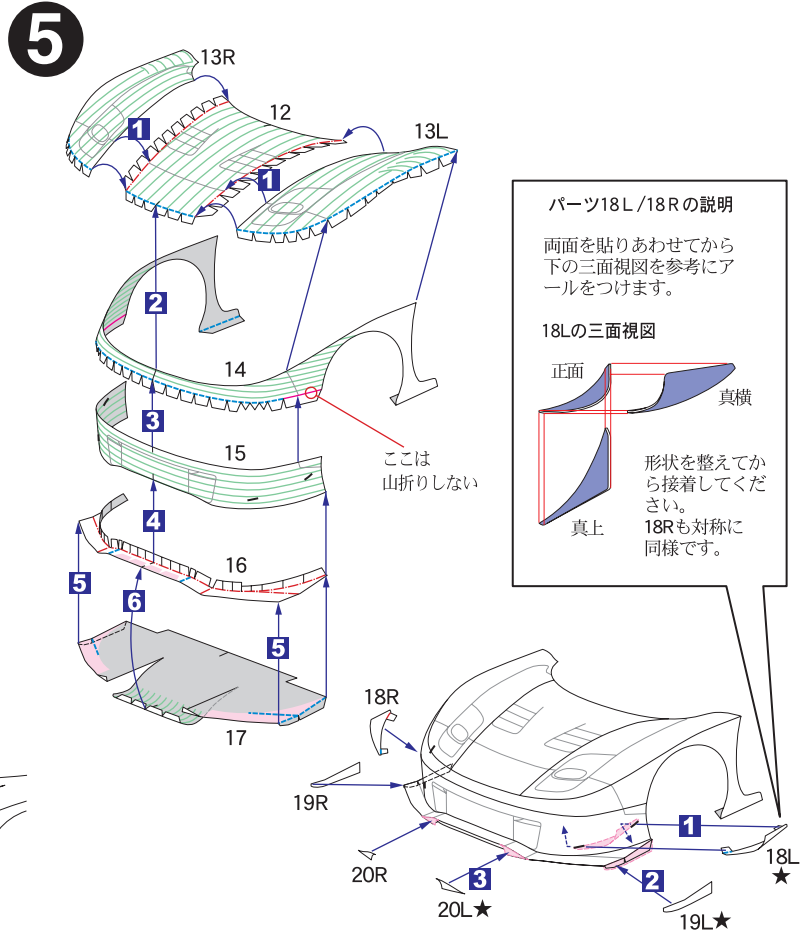 5
13R
12
13L
1
1
2
14
3
15
ここは
山折りしない
4
16
5
6
5
17
パーツ18L/18Rの説明
両面を貼りあわせてから
下の三面視図を参考にア
ールをつけます。
18Lの三面視図
正面
真横
真上
形状を整えてか
ら接着してくだ
さい。
18Rも対称に
同様です。
18R
19R
20R
3
20L★
1
2
18L
★
19L★